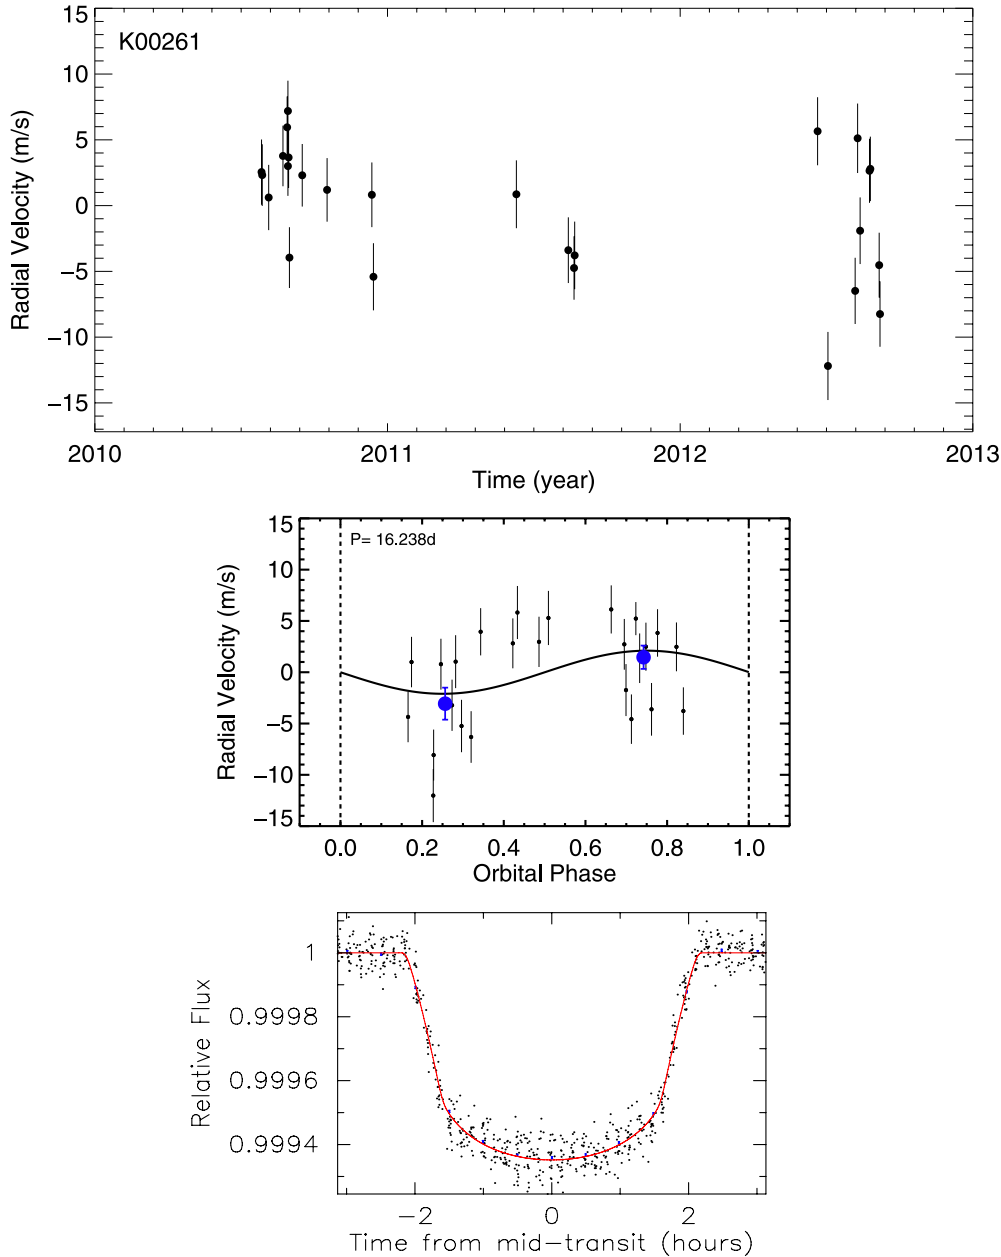 15
K00261
10
5
0
−5
−10
−15
Radial Velocity (m/s)
2010 2011 2012 2013
Time (year)
15
P= 16.238d
10
5
0
−5
−10
−15
Radial Velocity (m/s)
0.0 0.2 0.4 0.6 0.8 1.0
Orbital Phase
1
0.9998
0.9996
0.9994
Relative Flux
−2 0 2
Time from mid−transit (hours)